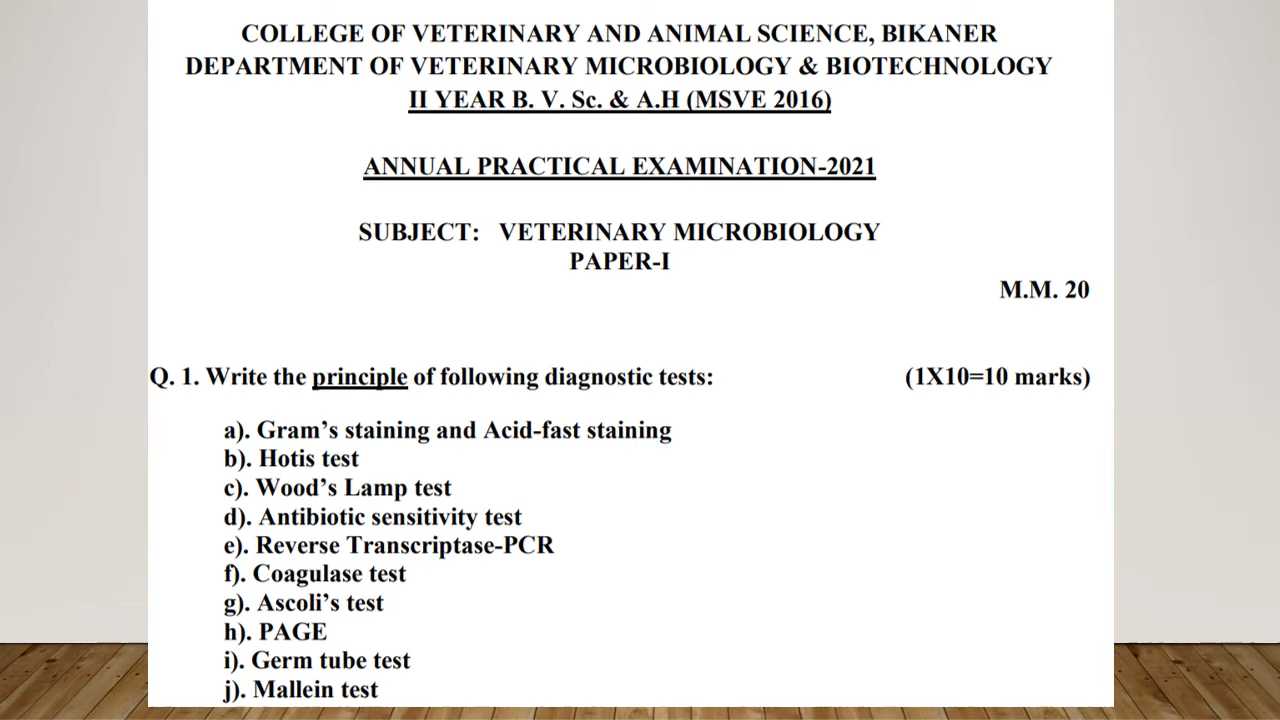 COLLEGE OF VETERINARY AND ANIMAL SCIENCE, BIKANER
DEPARTMENT OF VETERINARY MICROBIOLOGY & BIOTECHNOLOGY
II YEAR B. V. Sc. & A.H (MSVE 2016)
ANNUAL PRACTICAL EXAMINATION-2021
SUBJECT: VETERINARY MICROBIOLOGY
PAPER-I
M.M. 20
Q. 1. Write the principle of following diagnostic tests: (1X10=10 marks)
a). Gram’s staining and Acid-fast staining
b). Hotis test
c). Wood’s Lamp test
d). Antibiotic sensitivity test
e). Reverse Transcriptase-PCR
f). Coagulase test
g). Ascoli’s test
h). PAGE
i). Germ tube test
j). Mallein test